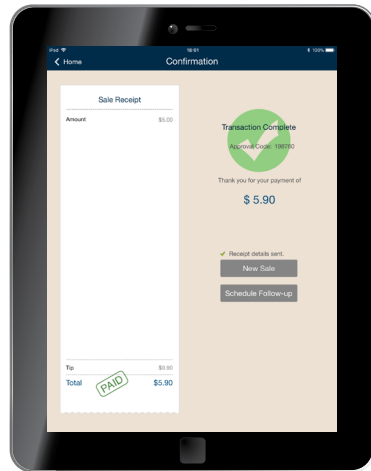 iPad
18:01
100%
Home
Confirmation
Sale Receipt
Amount $5.00
Tip $0.90
Total PAID $5.90
Transaction Complete
Approval Code: 198760
Thank you for your payment of
$ 5.90
Receipt details sent.
New Sale
Schedule Follow-up